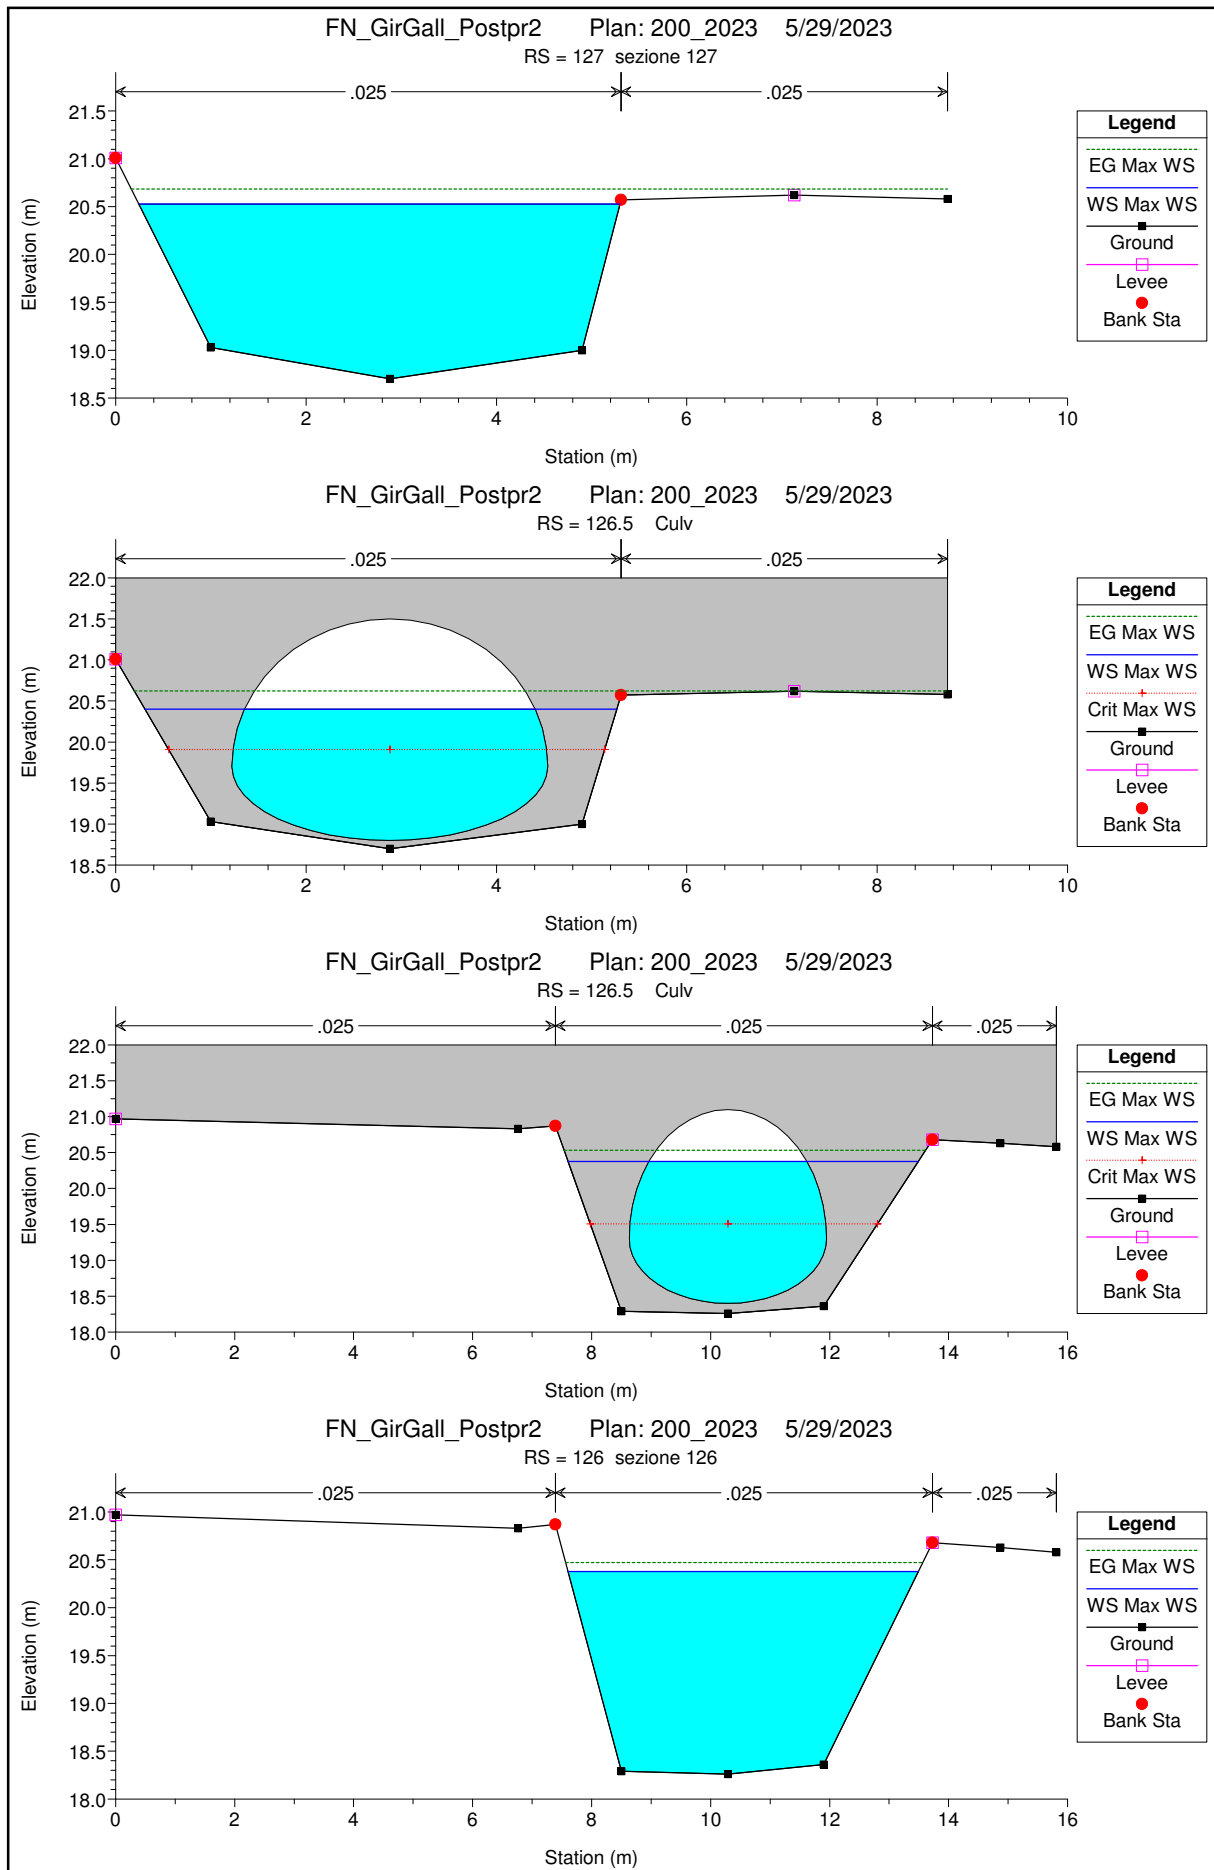 FN_GirGall_Postpr2 Plan: 200_2023 5/29/2023
RS = 127 sezione 127
.025 .025
21.5
21.0
20.5
20.0
19.5
19.0
18.5
0 2 4 6 8 10
Station (m)
Elevation (m)
Legend
EG Max WS
WS Max WS
Ground
Levee
Bank Sta
FN_GirGall_Postpr2 Plan: 200_2023 5/29/2023
RS = 126.5 Culv
.025 .025
22.0
21.5
21.0
20.5
20.0
19.5
19.0
18.5
0 2 4 6 8 10
Station (m)
Elevation (m)
Legend
EG Max WS
WS Max WS
Crit Max WS
Ground
Levee
Bank Sta
FN_GirGall_Postpr2 Plan: 200_2023 5/29/2023
RS = 126.5 Culv
.025 .025 .025
22.0
21.5
21.0
20.5
20.0
19.5
19.0
18.5
18.0
0 2 4 6 8 10 12 14 16
Station (m)
Elevation (m)
Legend
EG Max WS
WS Max WS
Crit Max WS
Ground
Levee
Bank Sta
FN_GirGall_Postpr2 Plan: 200_2023 5/29/2023
RS = 126 sezione 126
.025 .025 .025
21.0
20.5
20.0
19.5
19.0
18.5
18.0
0 2 4 6 8 10 12 14 16
Station (m)
Elevation (m)
Legend
EG Max WS
WS Max WS
Ground
Levee
Bank Sta